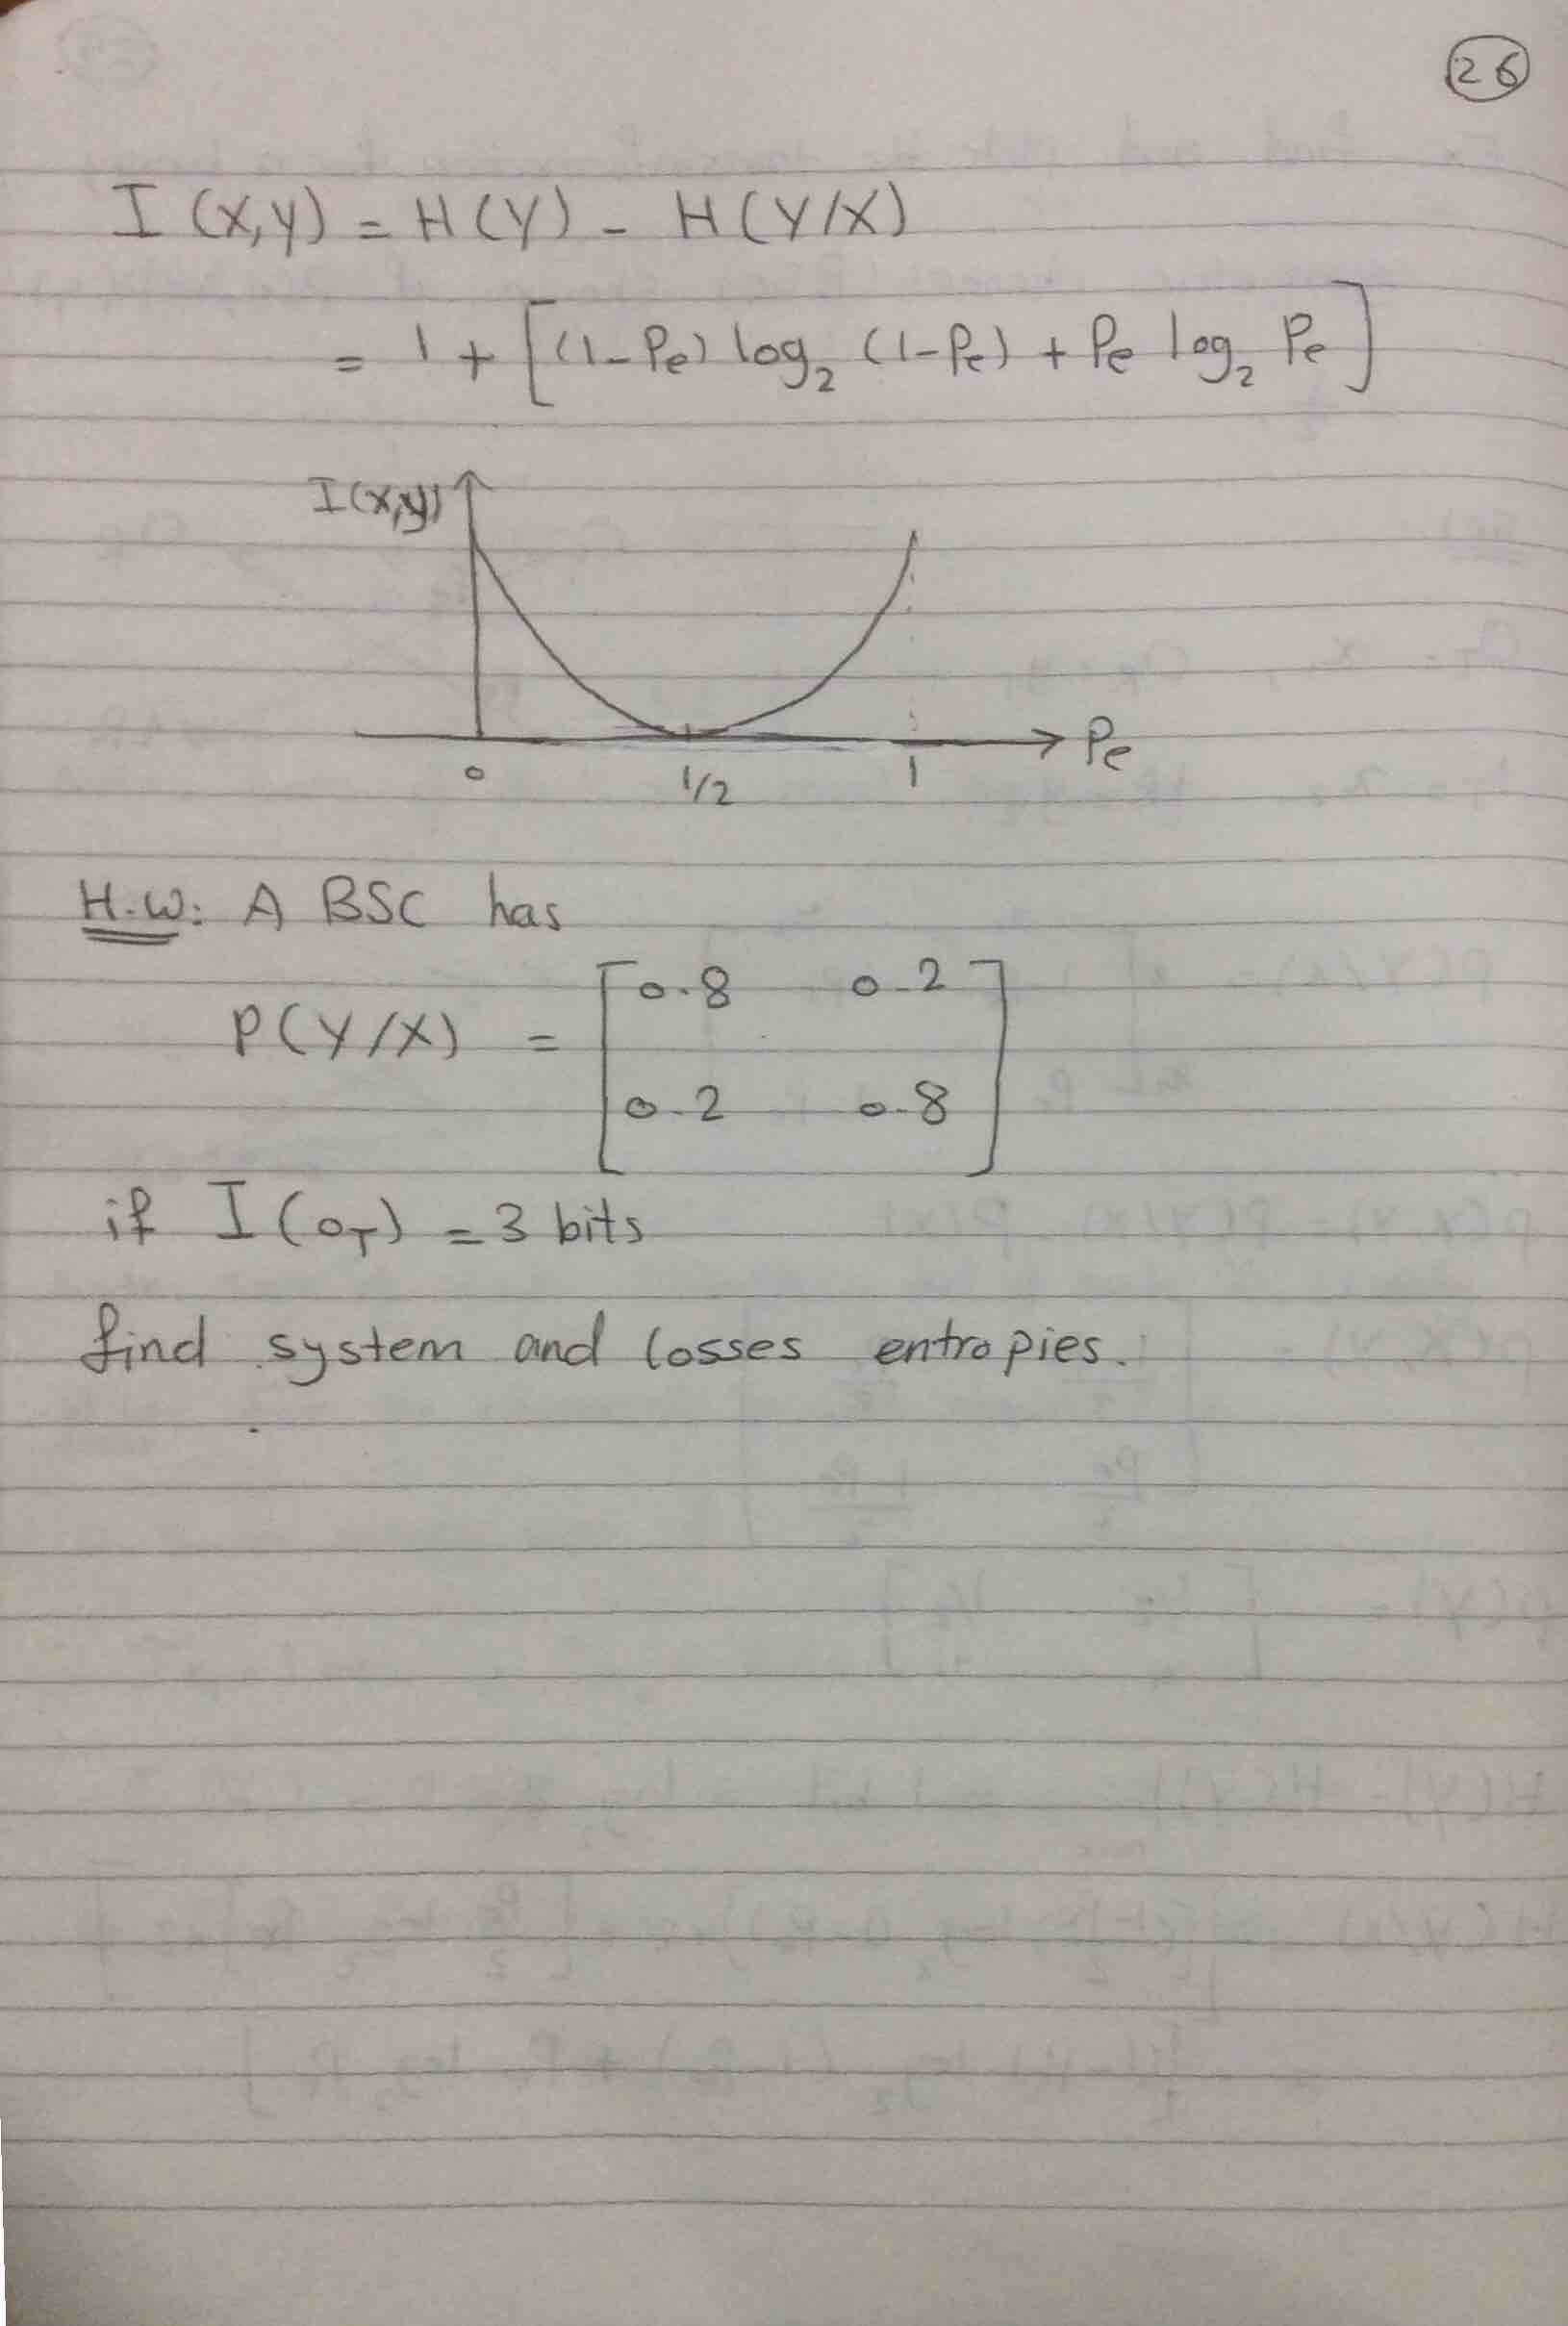 26
I (X,Y) = H(Y) - H(Y/X)
= 1 + [(1-Pe) log₂ (1-Pe) + Pe log₂ Pe]
I(X,Y)
Pe
0 1/2 1
H.W: A BSC has
P(Y/X) = [0.8 0.2
0.2 0.8]
if I(0T) = 3 bits
find system and losses entropies.